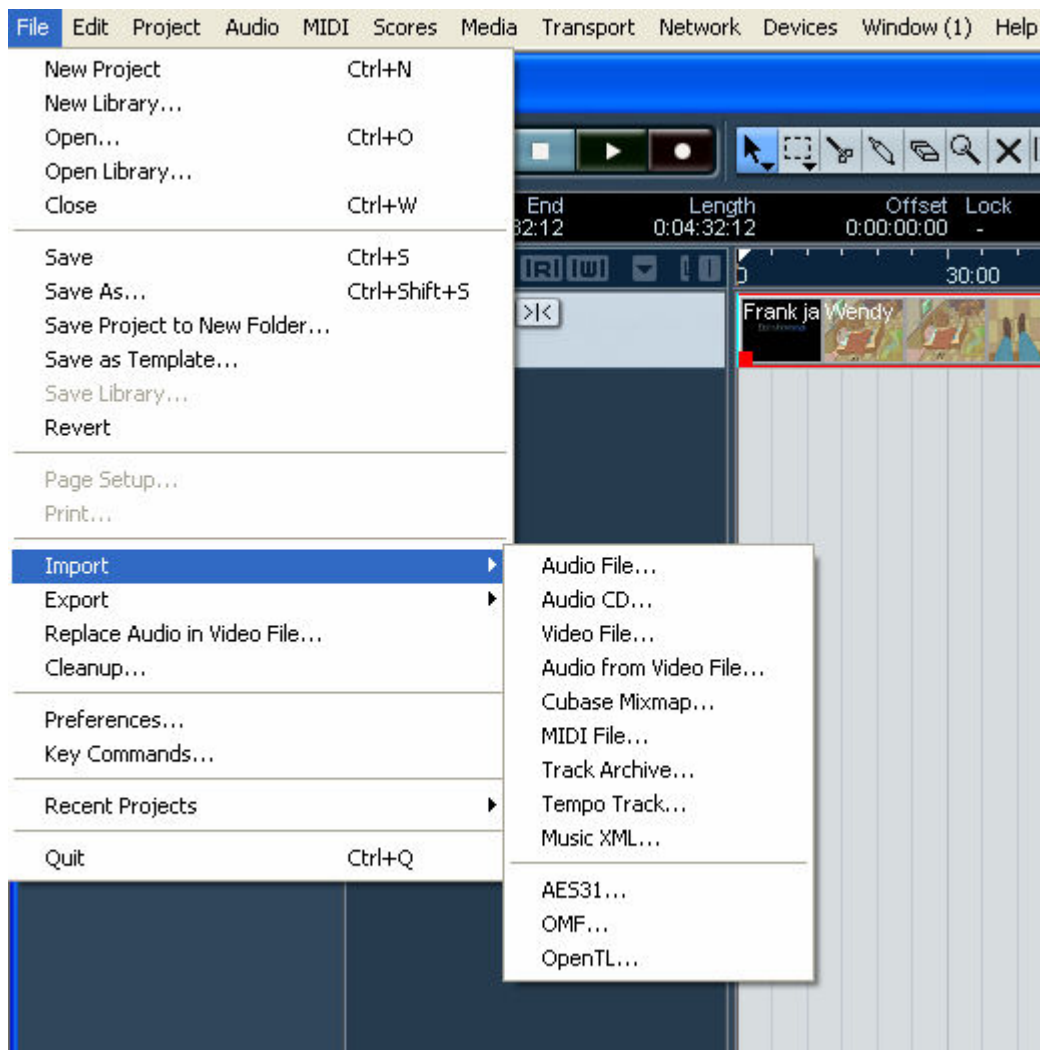 File Edit Project Audio MIDI Scores Media Transport Network Devices Window (1) Help
New Project Ctrl+N
New Library...
Open... Ctrl+O
Open Library...
Close Ctrl+W
End Length Offset Lock
32:12 0:04:32:12 0:00:00:00 -
Save Ctrl+S
Save As... Ctrl+Shift+S
Save Project to New Folder...
Save as Template...
Save Library...
Revert
R W L
0 30:00
Frank ja Wendy
Page Setup...
Print...
Import
Export
Replace Audio in Video File...
Cleanup...
Preferences...
Key Commands...
Recent Projects
Quit Ctrl+Q
Audio File...
Audio CD...
Video File...
Audio from Video File...
Cubase Mixmap...
MIDI File...
Track Archive...
Tempo Track...
Music XML...
AES31...
OMF...
OpenTL...